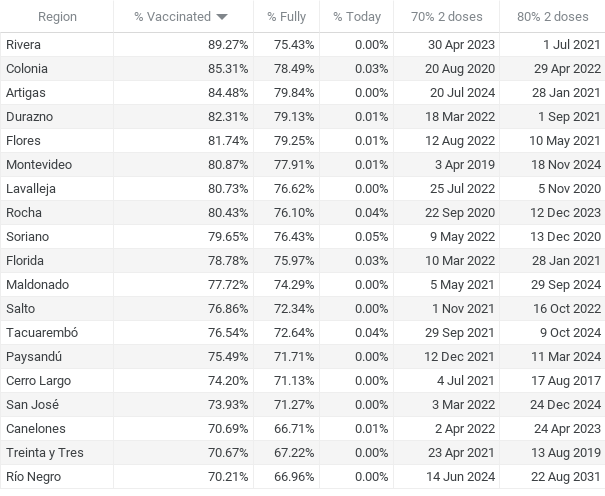 Region % Vaccinated % Fully % Today 70% 2 doses 80% 2 doses
Rivera 89.27% 75.43% 0.00% 30 Apr 2023 1 Jul 2021
Colonia 85.31% 78.49% 0.03% 20 Aug 2020 29 Apr 2022
Artigas 84.48% 79.84% 0.00% 20 Jul 2024 28 Jan 2021
Durazno 82.31% 79.13% 0.01% 18 Mar 2022 1 Sep 2021
Flores 81.74% 79.25% 0.01% 12 Aug 2022 10 May 2021
Montevideo 80.87% 77.91% 0.01% 3 Apr 2019 18 Nov 2024
Lavalleja 80.73% 76.62% 0.00% 25 Jul 2022 5 Nov 2020
Rocha 80.43% 76.10% 0.04% 22 Sep 2020 12 Dec 2023
Soriano 79.65% 76.43% 0.05% 9 May 2022 13 Dec 2020
Florida 78.78% 75.97% 0.03% 10 Mar 2022 28 Jan 2021
Maldonado 77.72% 74.29% 0.00% 5 May 2021 29 Sep 2024
Salto 76.86% 72.34% 0.00% 1 Nov 2021 16 Oct 2022
Tacuarembó 76.54% 72.64% 0.04% 29 Sep 2021 9 Oct 2024
Paysandú 75.49% 71.71% 0.00% 12 Dec 2021 11 Mar 2024
Cerro Largo 74.20% 71.13% 0.00% 4 Jul 2021 17 Aug 2017
San José 73.93% 71.27% 0.00% 3 Mar 2022 24 Dec 2024
Canelones 70.69% 66.71% 0.01% 2 Apr 2022 24 Apr 2023
Treinta y Tres 70.67% 67.22% 0.00% 23 Apr 2021 13 Aug 2019
Río Negro 70.21% 66.96% 0.00% 14 Jun 2024 22 Aug 2031